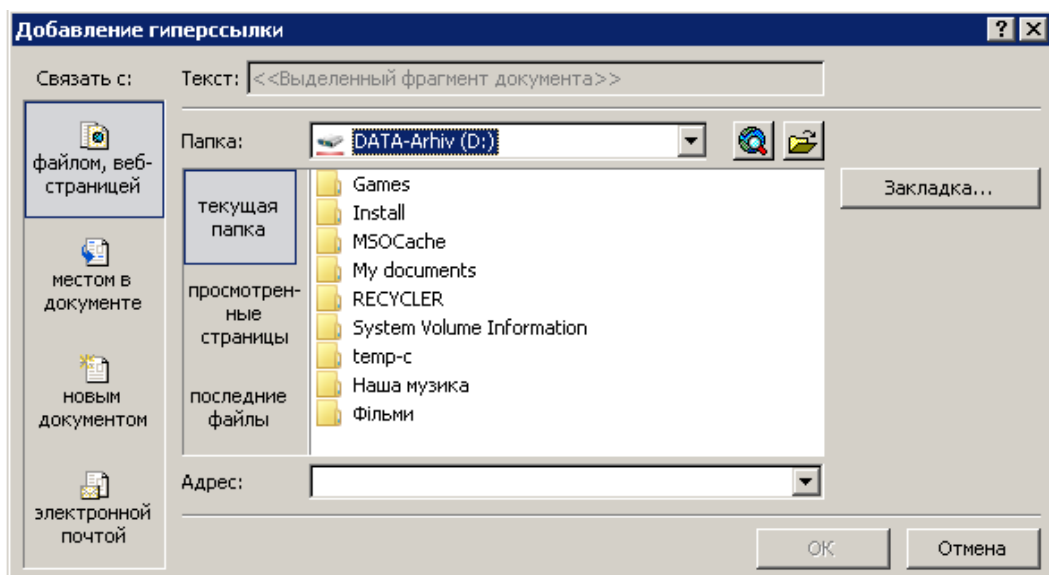 Добавление гиперссылки
Связать с:
Текст: <<Выделенный фрагмент документа>>
файлом, веб-
страницей
местом в
документе
новым
документом
электронной
почтой
Папка: DATA-Arhiv (D:)
текущая
папка
просмотрен-
ные
страницы
последние
файлы
Games
Install
MSOCache
My documents
RECYCLER
System Volume Information
temp-c
Наша музика
Фільми
Закладка...
Адрес:
ОК
Отмена